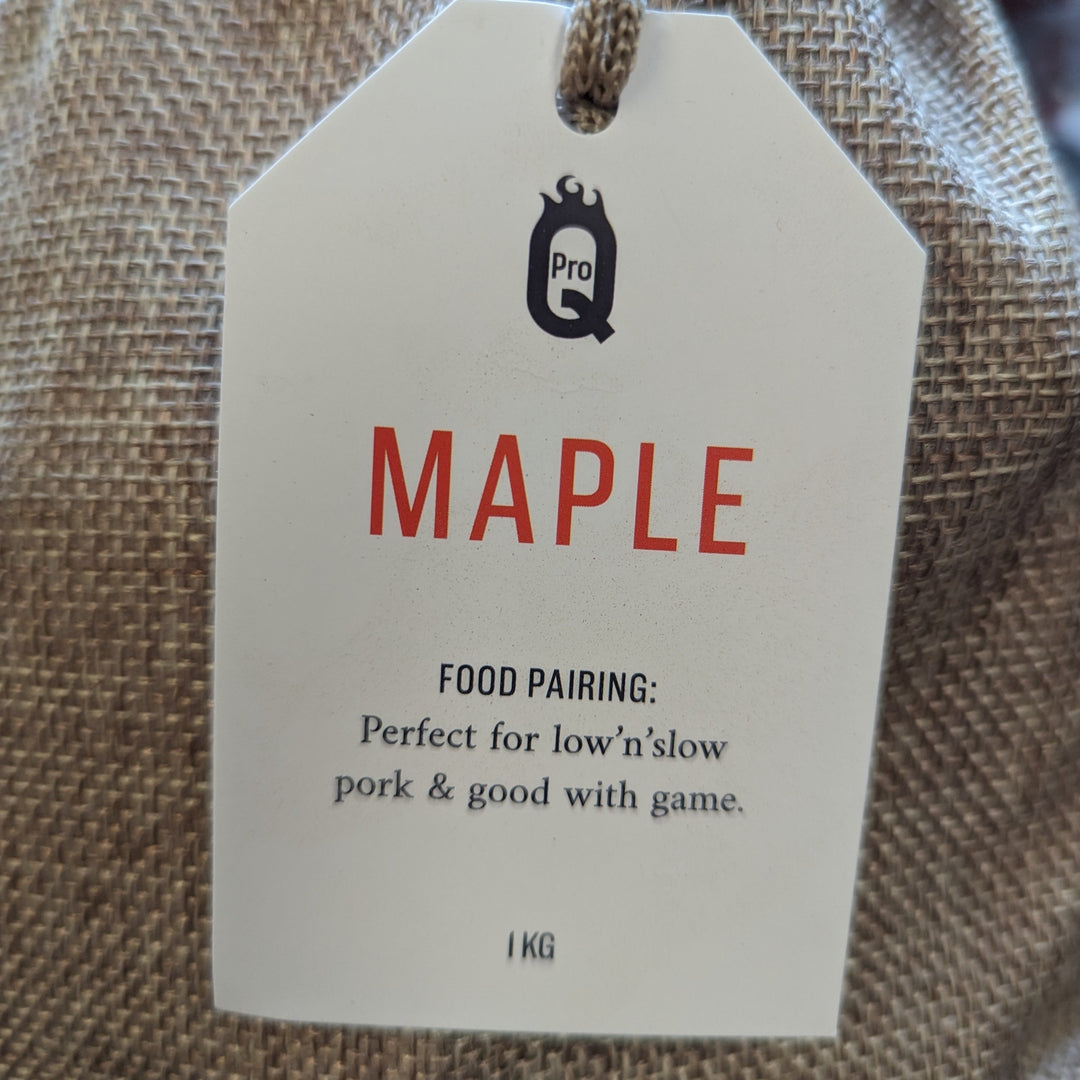 Pro
Q
MAPLE
FOOD PAIRING:
Perfect for low'n'slow
pork & good with game.
1 KG